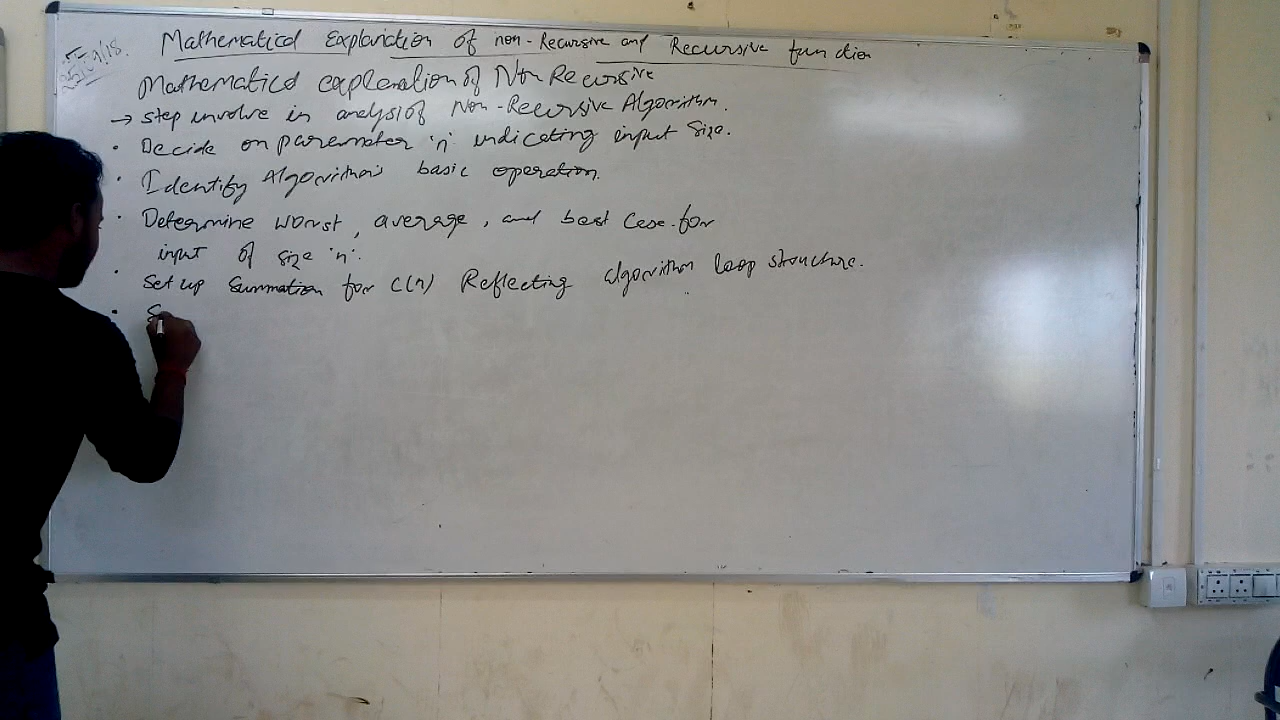 Mathematical Explanation of non-Recursive and Recursive function
Mathematical explenation of Non Recursive
→ step involve in analysis of Non-Recursive Algorithm.
• Decide on parameter 'n' indicating input size.
• Identify Algorithm's basic operation.
• Determine worst, average, and best case for
input of size 'n'.
• Set up Summation for C(n) Reflecting algorithm loop structure.
• S